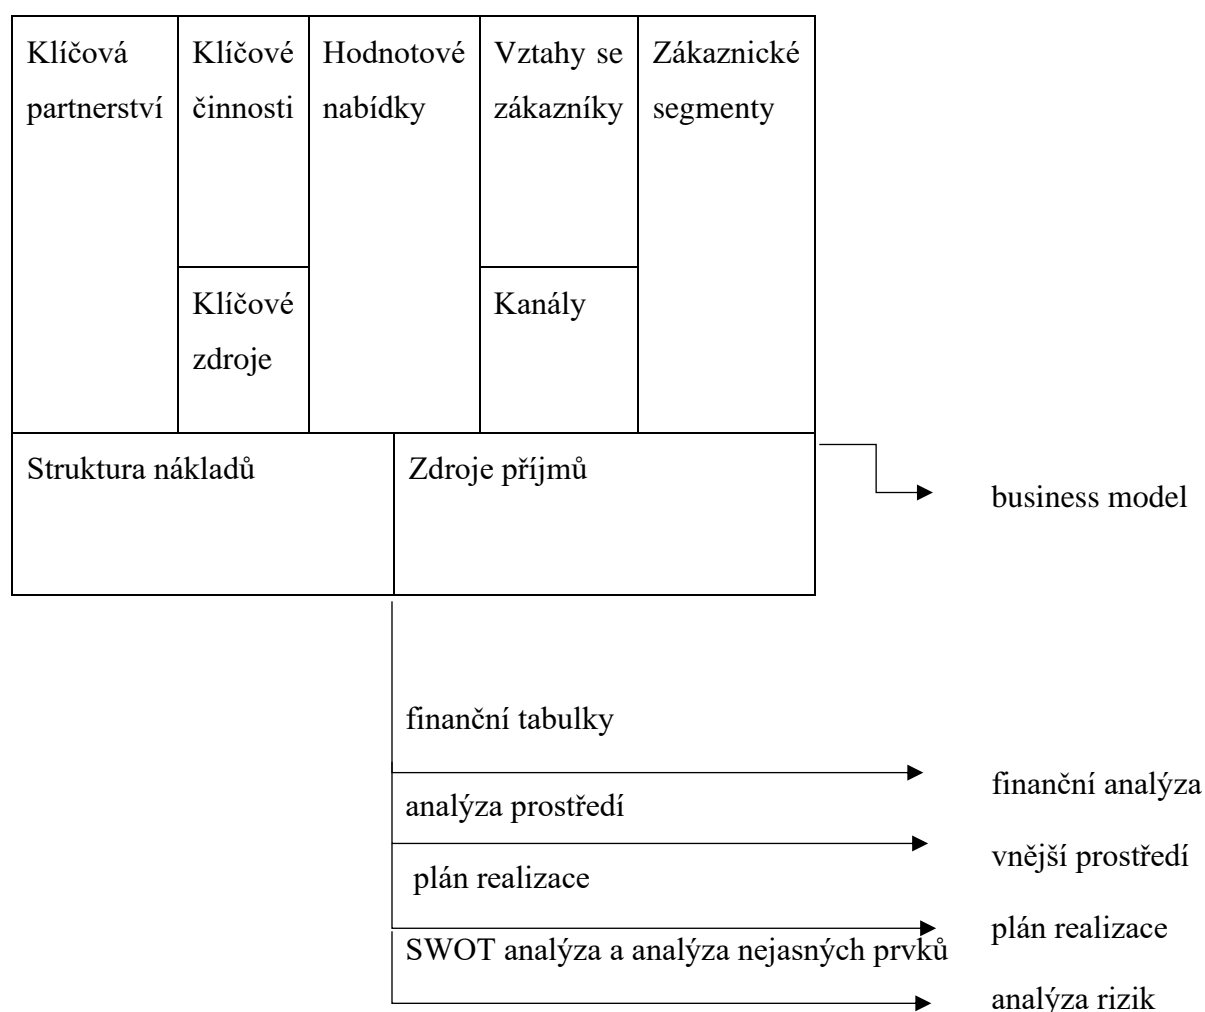 Klíčová
partnerství
Klíčové
činnosti
Hodnotové
nabídky
Vztahy se
zákazníky
Zákaznické
segmenty
Klíčové
zdroje
Kanály
Struktura nákladů
Zdroje příjmů
business model
finanční tabulky
finanční analýza
analýza prostředí
vnější prostředí
plán realizace
plán realizace
SWOT analýza a analýza nejasných prvků
analýza rizik